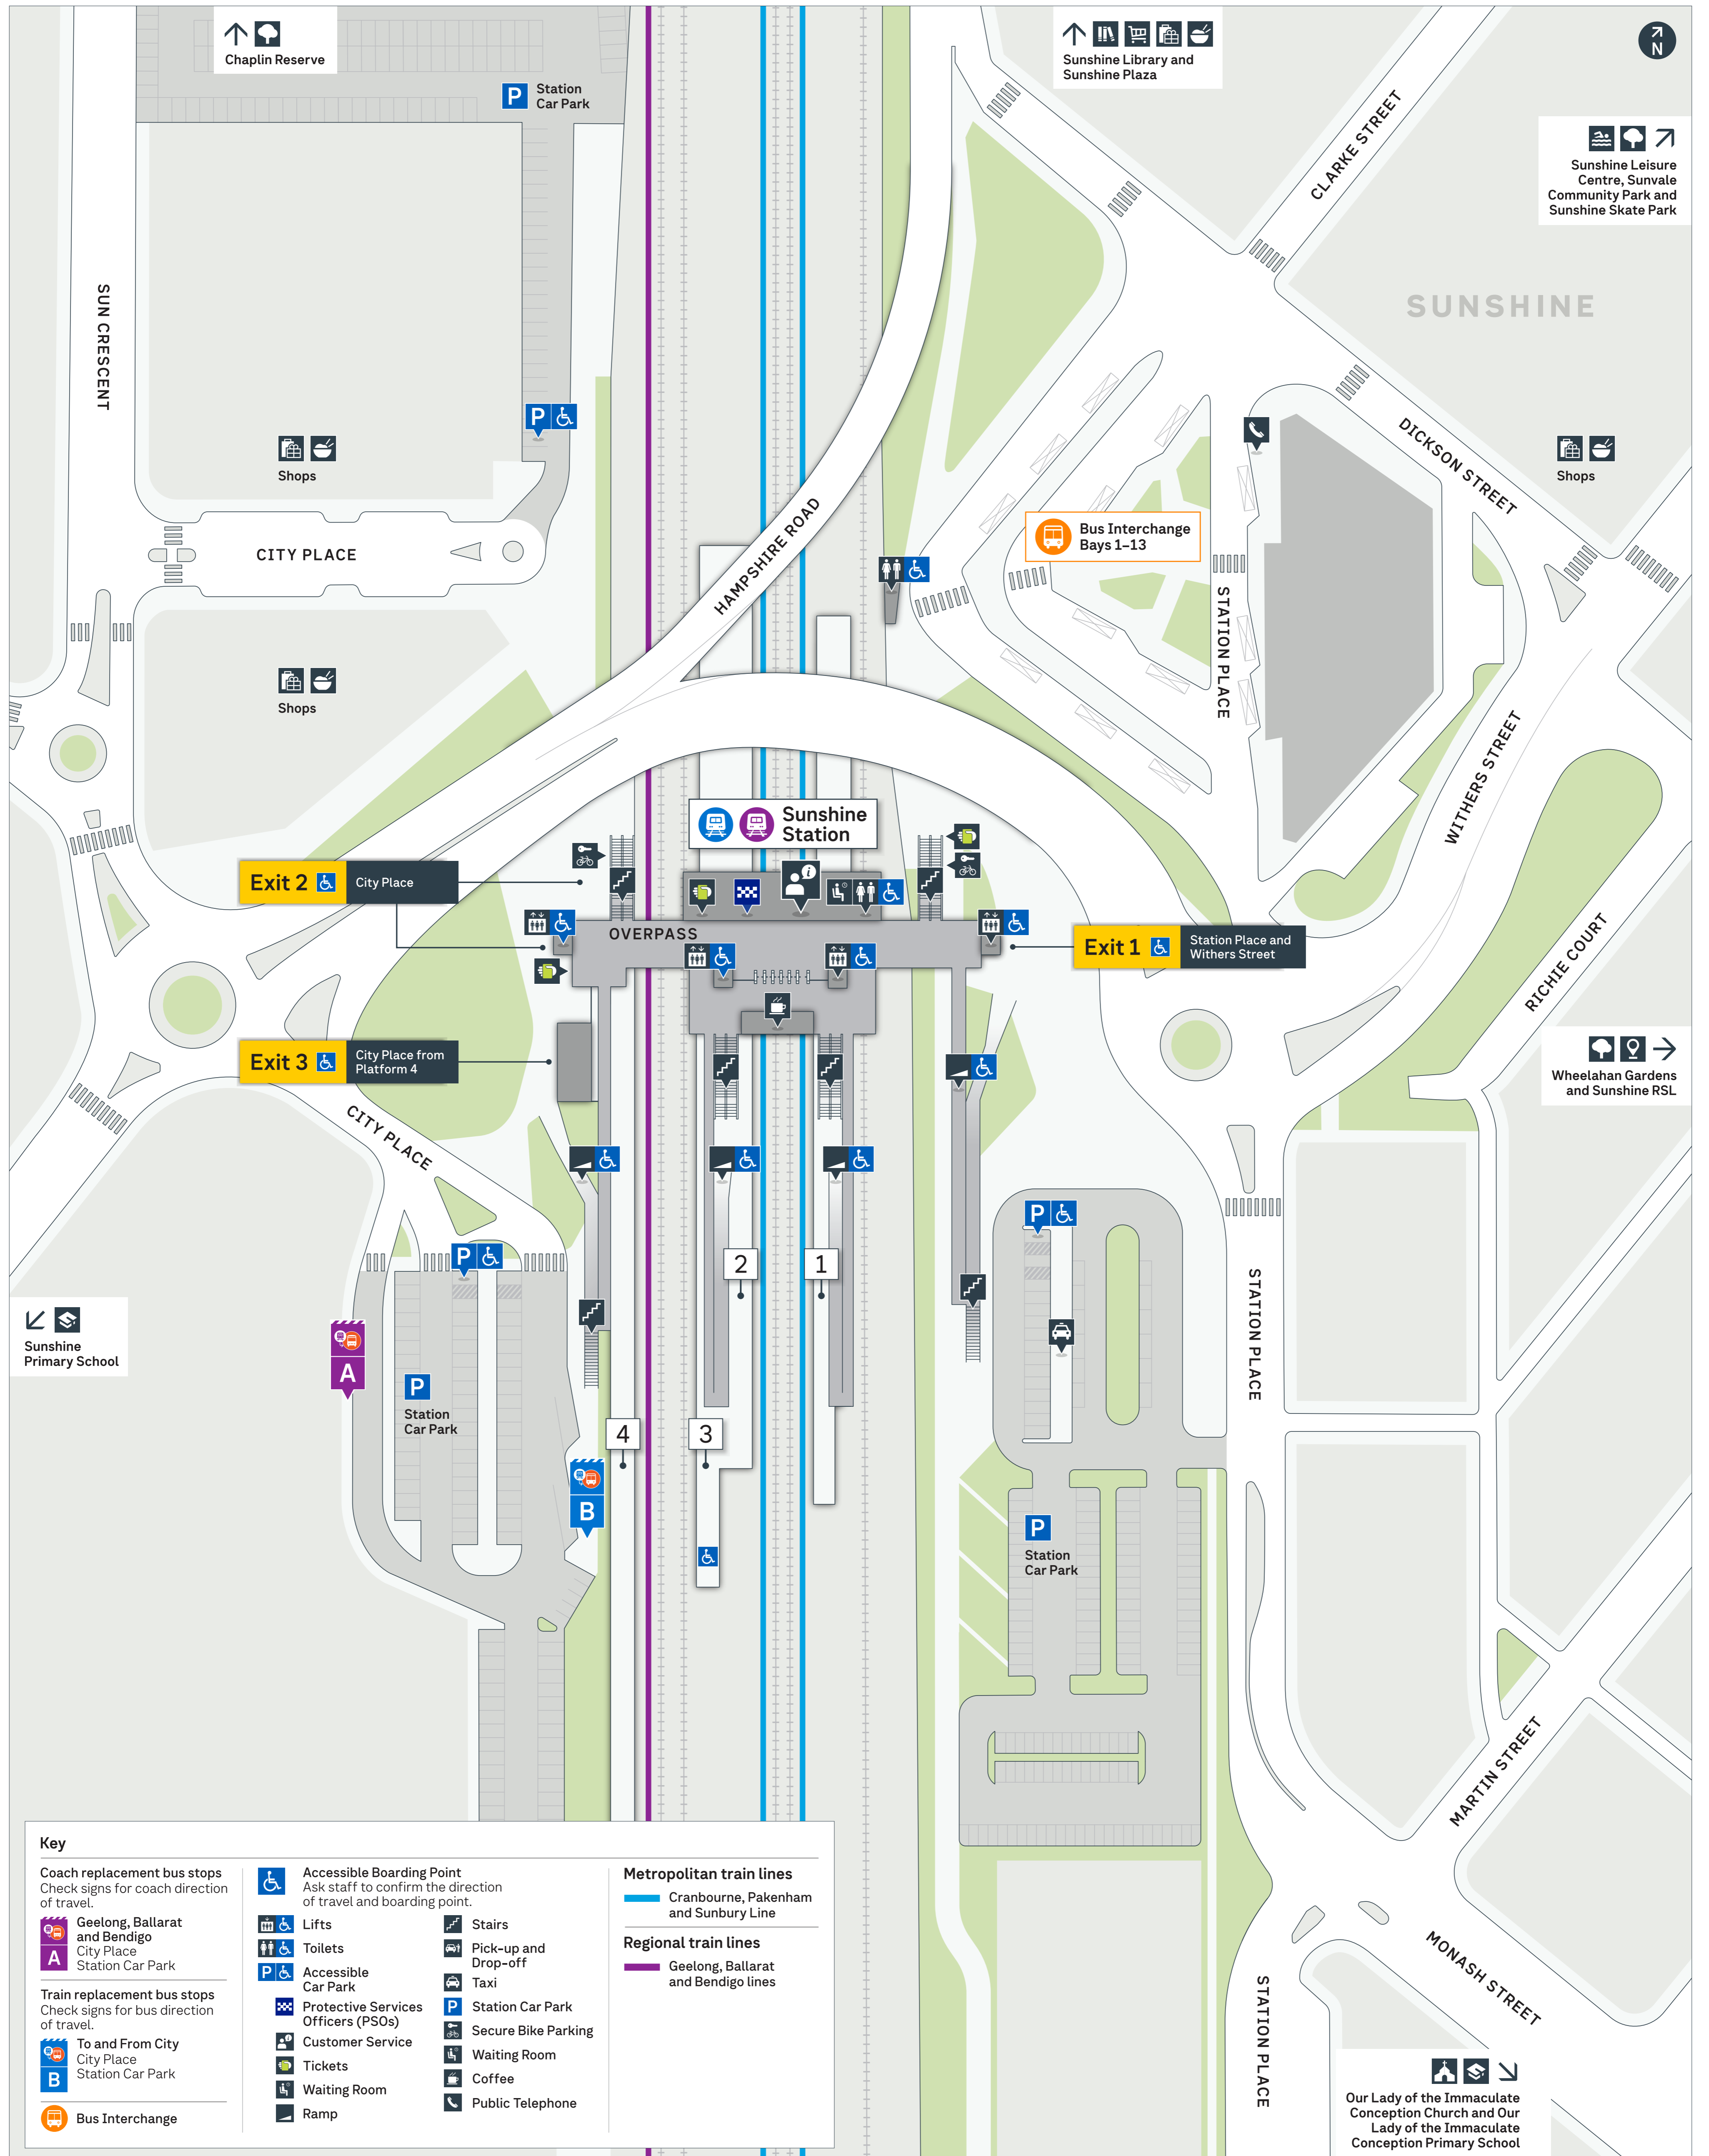 Chaplin Reserve
Station
Car Park
Sunshine Library and
Sunshine Plaza
N
CLARKE STREET
Sunshine Leisure
Centre, Sunvale
Community Park and
Sunshine Skate Park
SUNSHINE
SUN CRESCENT
P
P
Shops
DICKSON STREET
Shops
HAMPSHIRE ROAD
Bus Interchange
Bays 1–13
CITY PLACE
STATION PLACE
Shops
WITHERS STREET
Sunshine
Station
Exit 2
City Place
OVERPASS
Exit 1
Station Place and
Withers Street
RICHIE COURT
Exit 3
City Place from
Platform 4
Wheelahan Gardens
and Sunshine RSL
CITY PLACE
P
P
2
1
STATION PLACE
Sunshine
Primary School
A
P
Station
Car Park
4
3
B
P
Station
Car Park
MARTIN STREET
MONASH STREET
STATION PLACE
Our Lady of the Immaculate
Conception Church and Our
Lady of the Immaculate
Conception Primary School
Key
Coach replacement bus stops
Check signs for coach direction
of travel.
Geelong, Ballarat
and Bendigo
A
City Place
Station Car Park
Train replacement bus stops
Check signs for bus direction
of travel.
To and From City
City Place
B
Station Car Park
Bus Interchange
Accessible Boarding Point
Ask staff to confirm the direction
of travel and boarding point.
Lifts
Toilets
P
Accessible
Car Park
Protective Services
Officers (PSOs)
Customer Service
Tickets
Waiting Room
Ramp
Stairs
Pick-up and
Drop-off
Taxi
P
Station Car Park
Secure Bike Parking
Waiting Room
Coffee
Public Telephone
Metropolitan train lines
Cranbourne, Pakenham
and Sunbury Line
Regional train lines
Geelong, Ballarat
and Bendigo lines